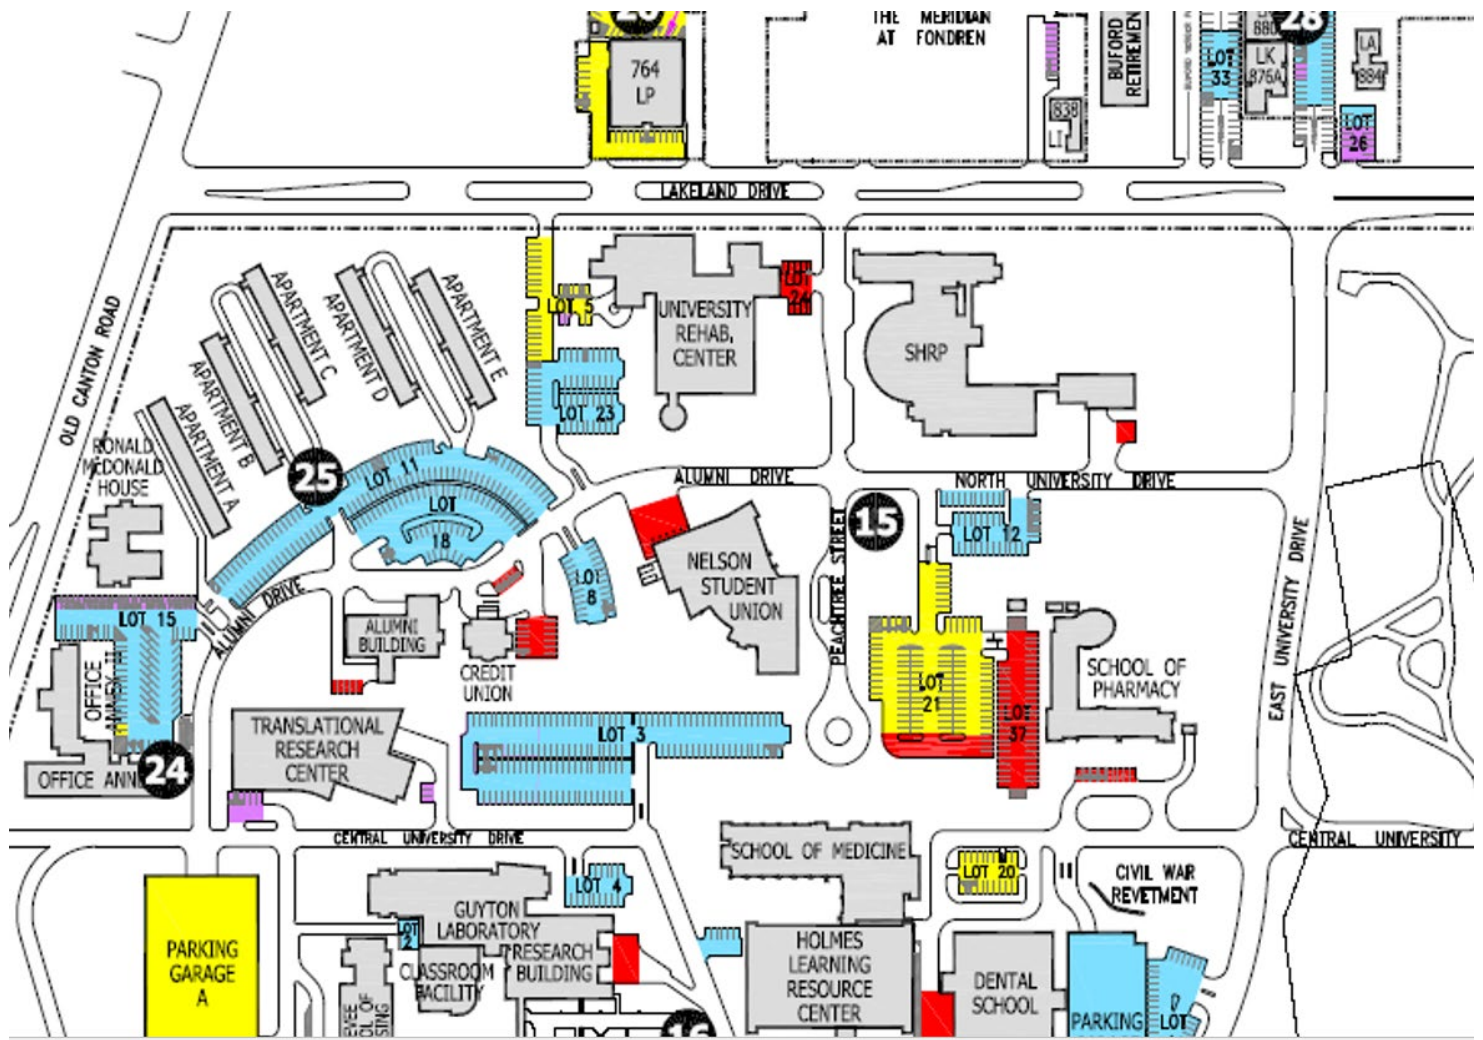 THE MERIDIAN
AT FONDREN
BUFORD
RETIREMENT
28
764
LP
838
LT
LOT
33
880
LK
876A
LA
884
LOT
26
LAKELAND DRIVE
OLD CANTON ROAD
APARTMENT C
APARTMENT D
APARTMENT E
APARTMENT B
APARTMENT A
LOT 5
LOT
24
UNIVERSITY
REHAB.
CENTER
SHRP
LOT 23
RONALD
MCDONALD
HOUSE
25
LOT 11
LOT
18
ALUMNI DRIVE
NORTH UNIVERSITY DRIVE
15
PEACHTREE STREET
LOT 12
EAST UNIVERSITY DRIVE
NELSON
STUDENT
UNION
LOT
8
ALUMNI DRIVE
LOT 15
ALUMNI
BUILDING
CREDIT
UNION
OFFICE
ANNEX II
OFFICE ANN
24
TRANSLATIONAL
RESEARCH
CENTER
LOT 3
LOT
21
LOT
37
SCHOOL OF
PHARMACY
CENTRAL UNIVERSITY DRIVE
CENTRAL UNIVERSITY
SCHOOL OF MEDICINE
LOT 20
CIVIL WAR
REVETMENT
LOT 4
GUYTON
LABORATORY
RESEARCH
BUILDING
LOT
2
CLASSROOM
FACILITY
PARKING
GARAGE
A
HOLMES
LEARNING
RESOURCE
CENTER
DENTAL
SCHOOL
PARKING
LOT
16